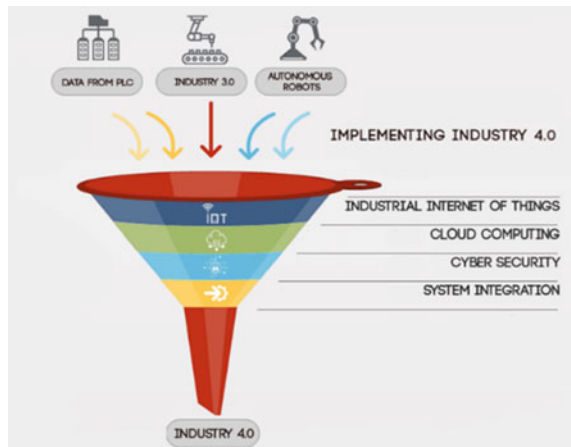 DATA FROM PLC
INDUSTRY 3.0
AUTONOMOUS
ROBOTS
IMPLEMENTING INDUSTRY 4.0
IOT
INDUSTRIAL INTERNET OF THINGS
CLOUD COMPUTING
CYBER SECURITY
SYSTEM INTEGRATION
INDUSTRY 4.0